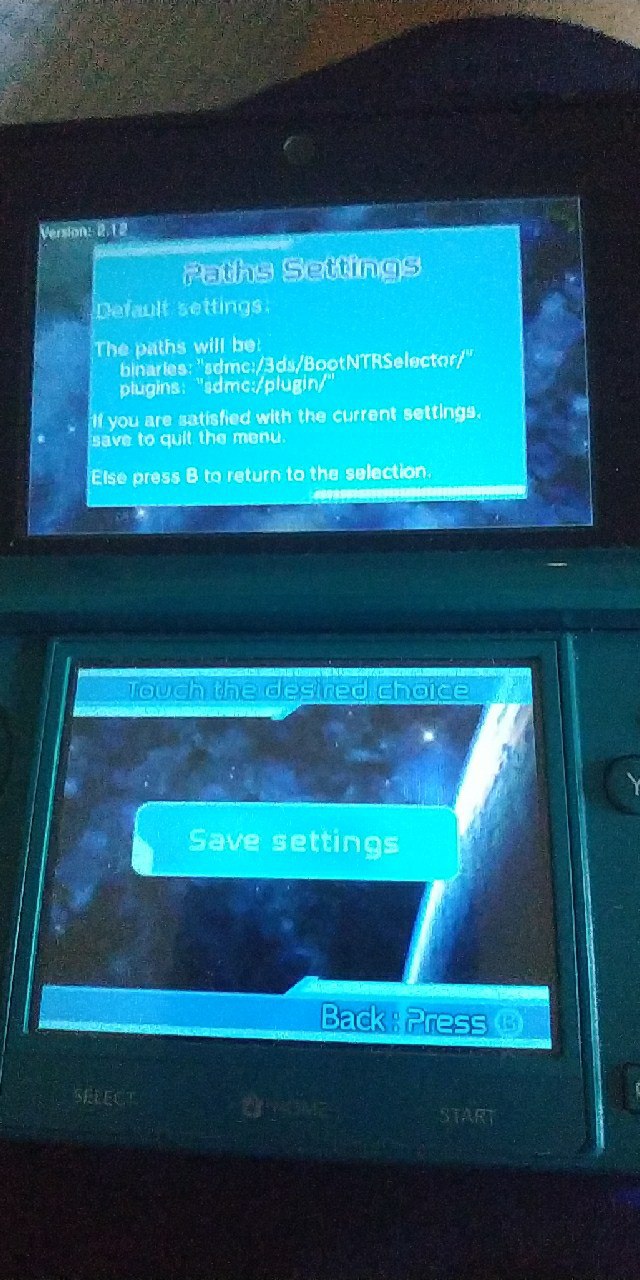 Version: 2.12
Paths Settings
Default settings:
The paths will be:
binaries: "sdmc:/3ds/BootNTRSelector/"
plugins: "sdmc:/plugin/"
If you are satisfied with the current settings,
save to quit the menu.
Else press B to return to the selection.
Touch the desired choice
Save settings
Back : Press B
Y
SELECT
HOME
START